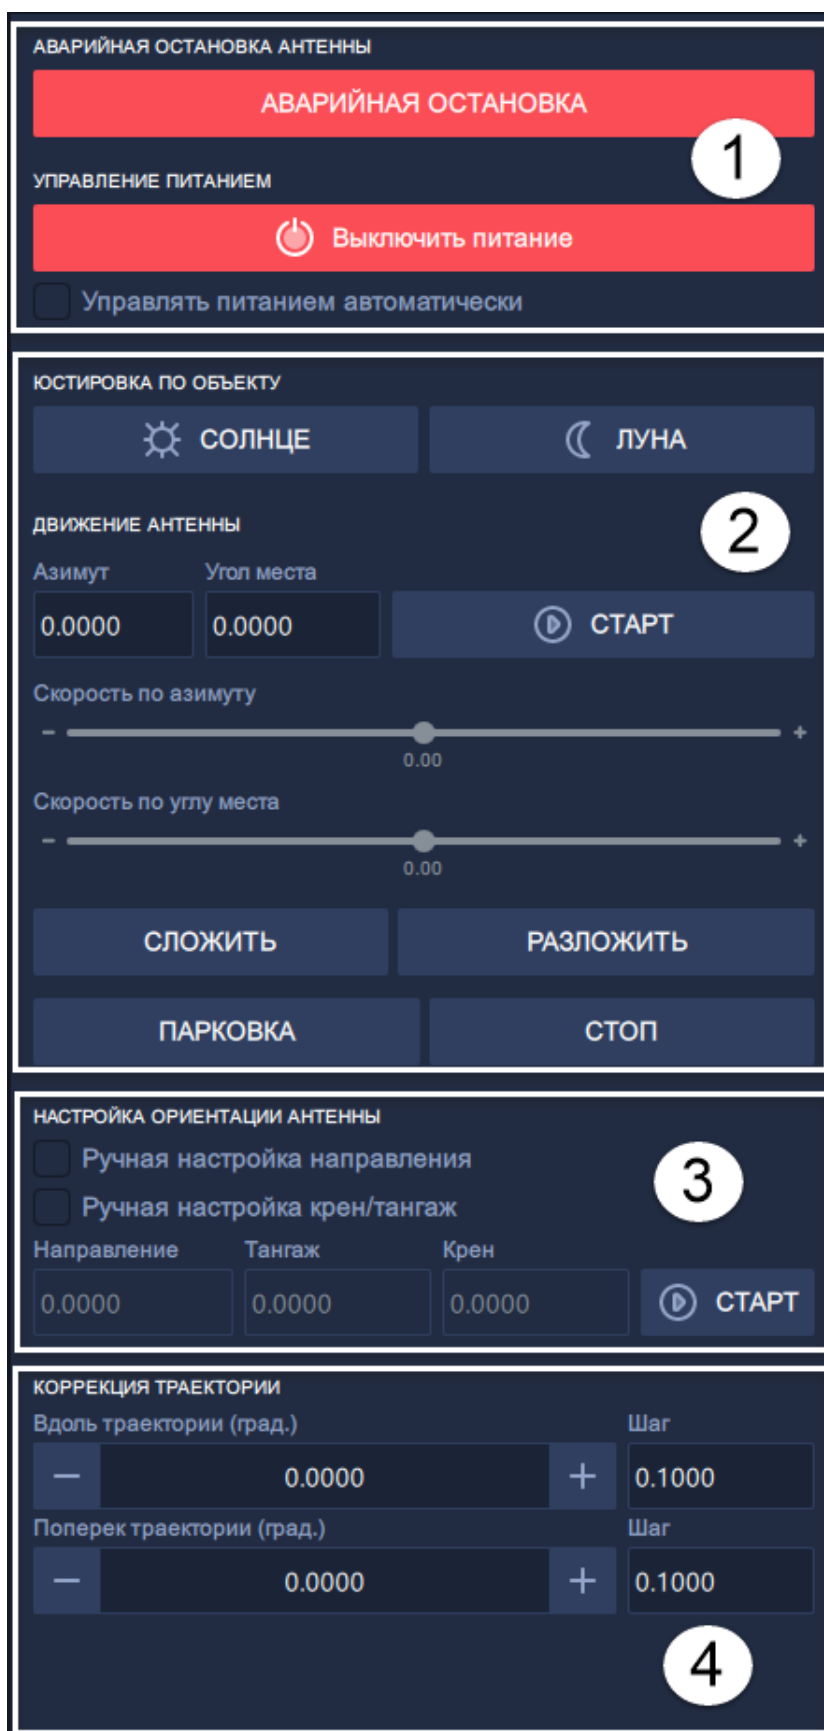 АВАРИЙНАЯ ОСТАНОВКА АНТЕННЫ
АВАРИЙНАЯ ОСТАНОВКА
1
УПРАВЛЕНИЕ ПИТАНИЕМ
Выключить питание
Управлять питанием автоматически
ЮСТИРОВКА ПО ОБЪЕКТУ
СОЛНЦЕ ЛУНА
2
ДВИЖЕНИЕ АНТЕННЫ
Азимут Угол места
0.0000 0.0000 СТАРТ
Скорость по азимуту
− +
0.00
Скорость по углу места
− +
0.00
СЛОЖИТЬ РАЗЛОЖИТЬ
ПАРКОВКА СТОП
НАСТРОЙКА ОРИЕНТАЦИИ АНТЕННЫ
Ручная настройка направления
3
Ручная настройка крен/тангаж
Направление Тангаж Крен
0.0000 0.0000 0.0000 СТАРТ
КОРРЕКЦИЯ ТРАЕКТОРИИ
Вдоль траектории (град.) Шаг
− 0.0000 + 0.1000
Поперек траектории (град.) Шаг
− 0.0000 + 0.1000
4